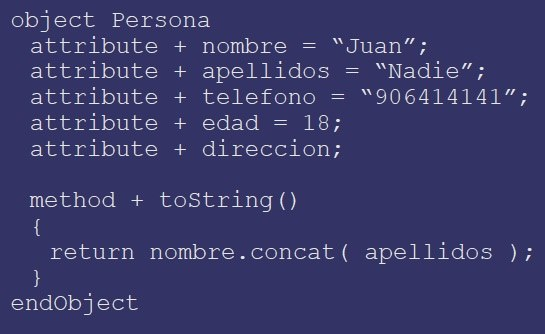 object Persona
attribute + nombre = “Juan”;
attribute + apellidos = “Nadie”;
attribute + telefono = “906414141”;
attribute + edad = 18;
attribute + direccion;
method + toString()
{
return nombre.concat( apellidos );
}
endObject